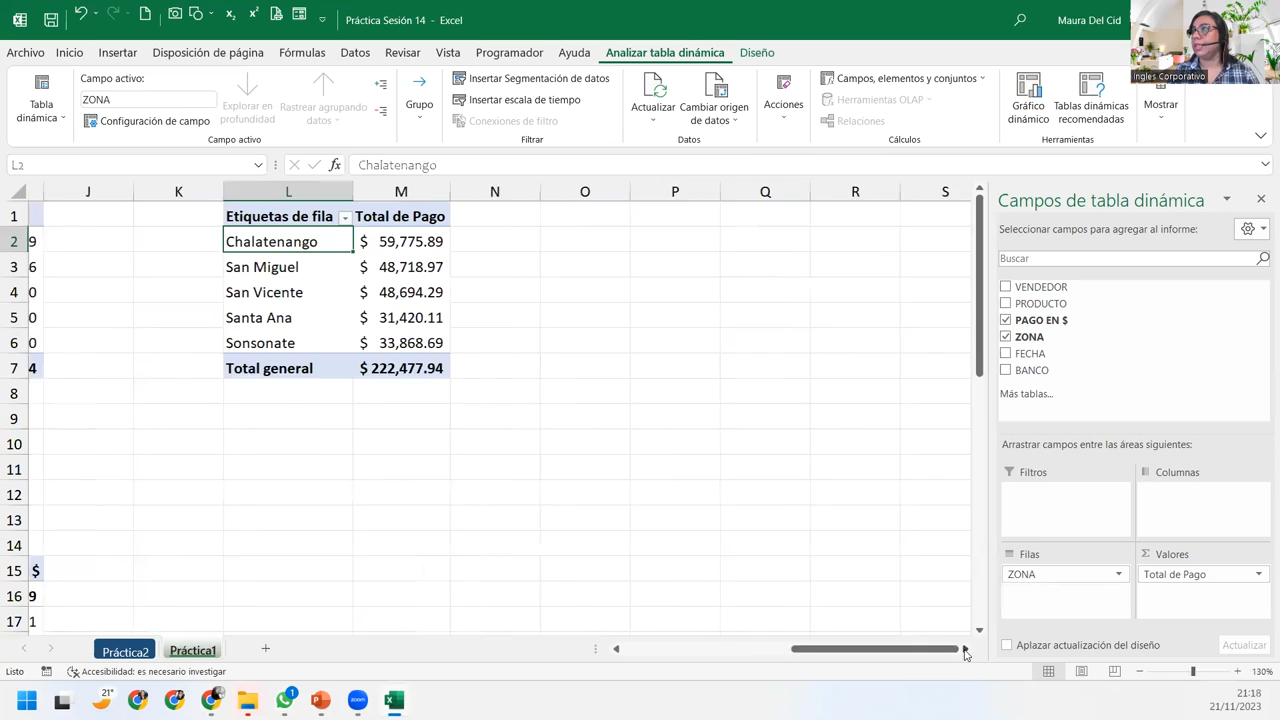 Práctica Sesión 14 - Excel
Maura Del Cid
Ingles Corporativo
Archivo Inicio Insertar Disposición de página Fórmulas Datos Revisar Vista Programador Ayuda Analizar tabla dinámica Diseño
Tabla dinámica
Campo activo:
ZONA
Configuración de campo
Explorar en profundidad
Rastrear agrupando datos
Campo activo
Grupo
Insertar Segmentación de datos
Insertar escala de tiempo
Conexiones de filtro
Filtrar
Actualizar
Cambiar origen de datos
Datos
Acciones
Campos, elementos y conjuntos
Herramientas OLAP
Relaciones
Cálculos
Gráfico dinámico
Tablas dinámicas recomendadas
Herramientas
Mostrar
L2
fx
Chalatenango
J K L M N O P Q R S
1 Etiquetas de fila Total de Pago
2 9 Chalatenango $ 59,775.89
3 6 San Miguel $ 48,718.97
4 0 San Vicente $ 48,694.29
5 0 Santa Ana $ 31,420.11
6 0 Sonsonate $ 33,868.69
7 4 Total general $ 222,477.94
8
9
10
11
12
13
14
15 $
16 9
17 1
Campos de tabla dinámica
Seleccionar campos para agregar al informe:
Buscar
VENDEDOR
PRODUCTO
PAGO EN $
ZONA
FECHA
BANCO
Más tablas...
Arrastrar campos entre las áreas siguientes:
Filtros
Columnas
Filas
Σ Valores
ZONA
Total de Pago
Aplazar actualización del diseño
Actualizar
Práctica2 Práctica1
Listo
Accesibilidad: es necesario investigar
130%
21°
1
zoom
21:18
21/11/2023